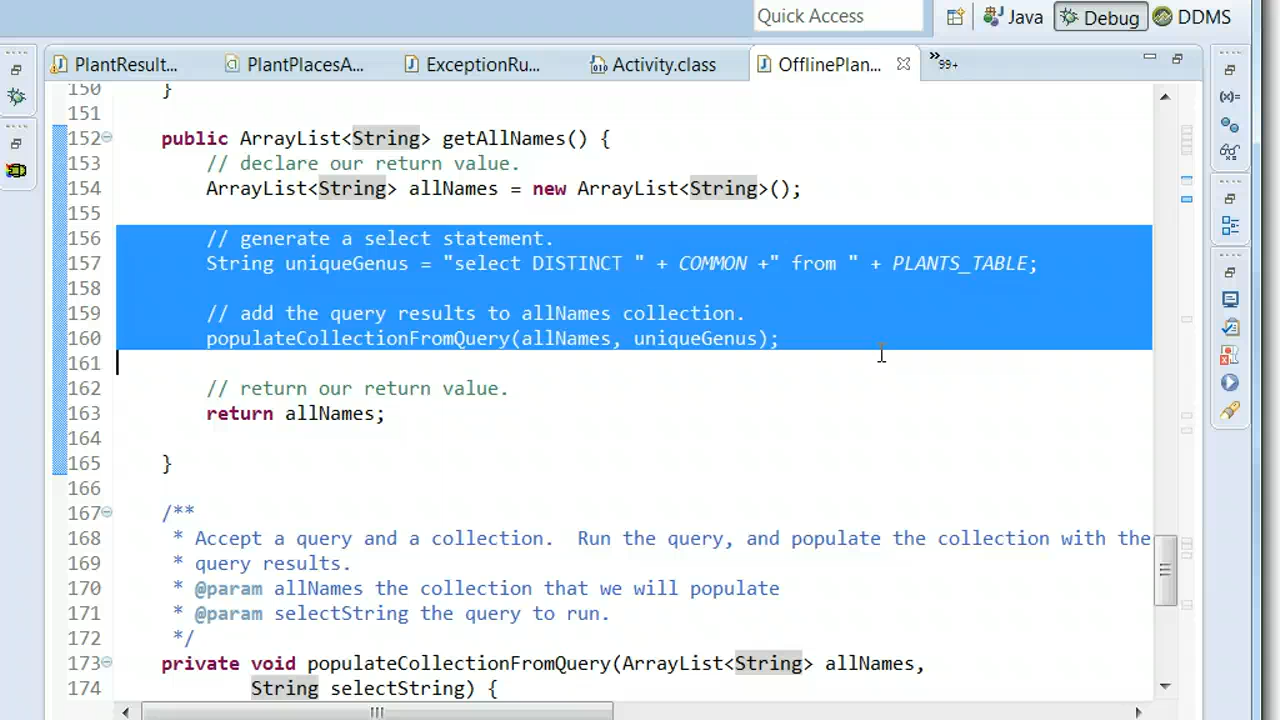 Quick Access
Java
Debug
DDMS
PlantResult...
PlantPlacesA...
ExceptionRu...
Activity.class
OfflinePlan...
»99+
150 }
151
152 public ArrayList<String> getAllNames() {
153 // declare our return value.
154 ArrayList<String> allNames = new ArrayList<String>();
155
156 // generate a select statement.
157 String uniqueGenus = "select DISTINCT " + COMMON +" from " + PLANTS_TABLE;
158
159 // add the query results to allNames collection.
160 populateCollectionFromQuery(allNames, uniqueGenus);
161
162 // return our return value.
163 return allNames;
164
165 }
166
167 /**
168 * Accept a query and a collection.  Run the query, and populate the collection with the
169 * query results.
170 * @param allNames the collection that we will populate
171 * @param selectString the query to run.
172 */
173 private void populateCollectionFromQuery(ArrayList<String> allNames,
174 String selectString) {